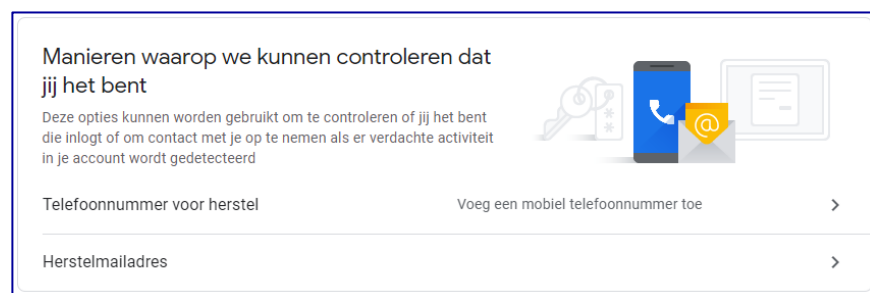 Manieren waarop we kunnen controleren dat
jij het bent
Deze opties kunnen worden gebruikt om te controleren of jij het bent
die inlogt of om contact met je op te nemen als er verdachte activiteit
in je account wordt gedetecteerd
**
@
Telefoonnummer voor herstel Voeg een mobiel telefoonnummer toe
Herstelmailadres